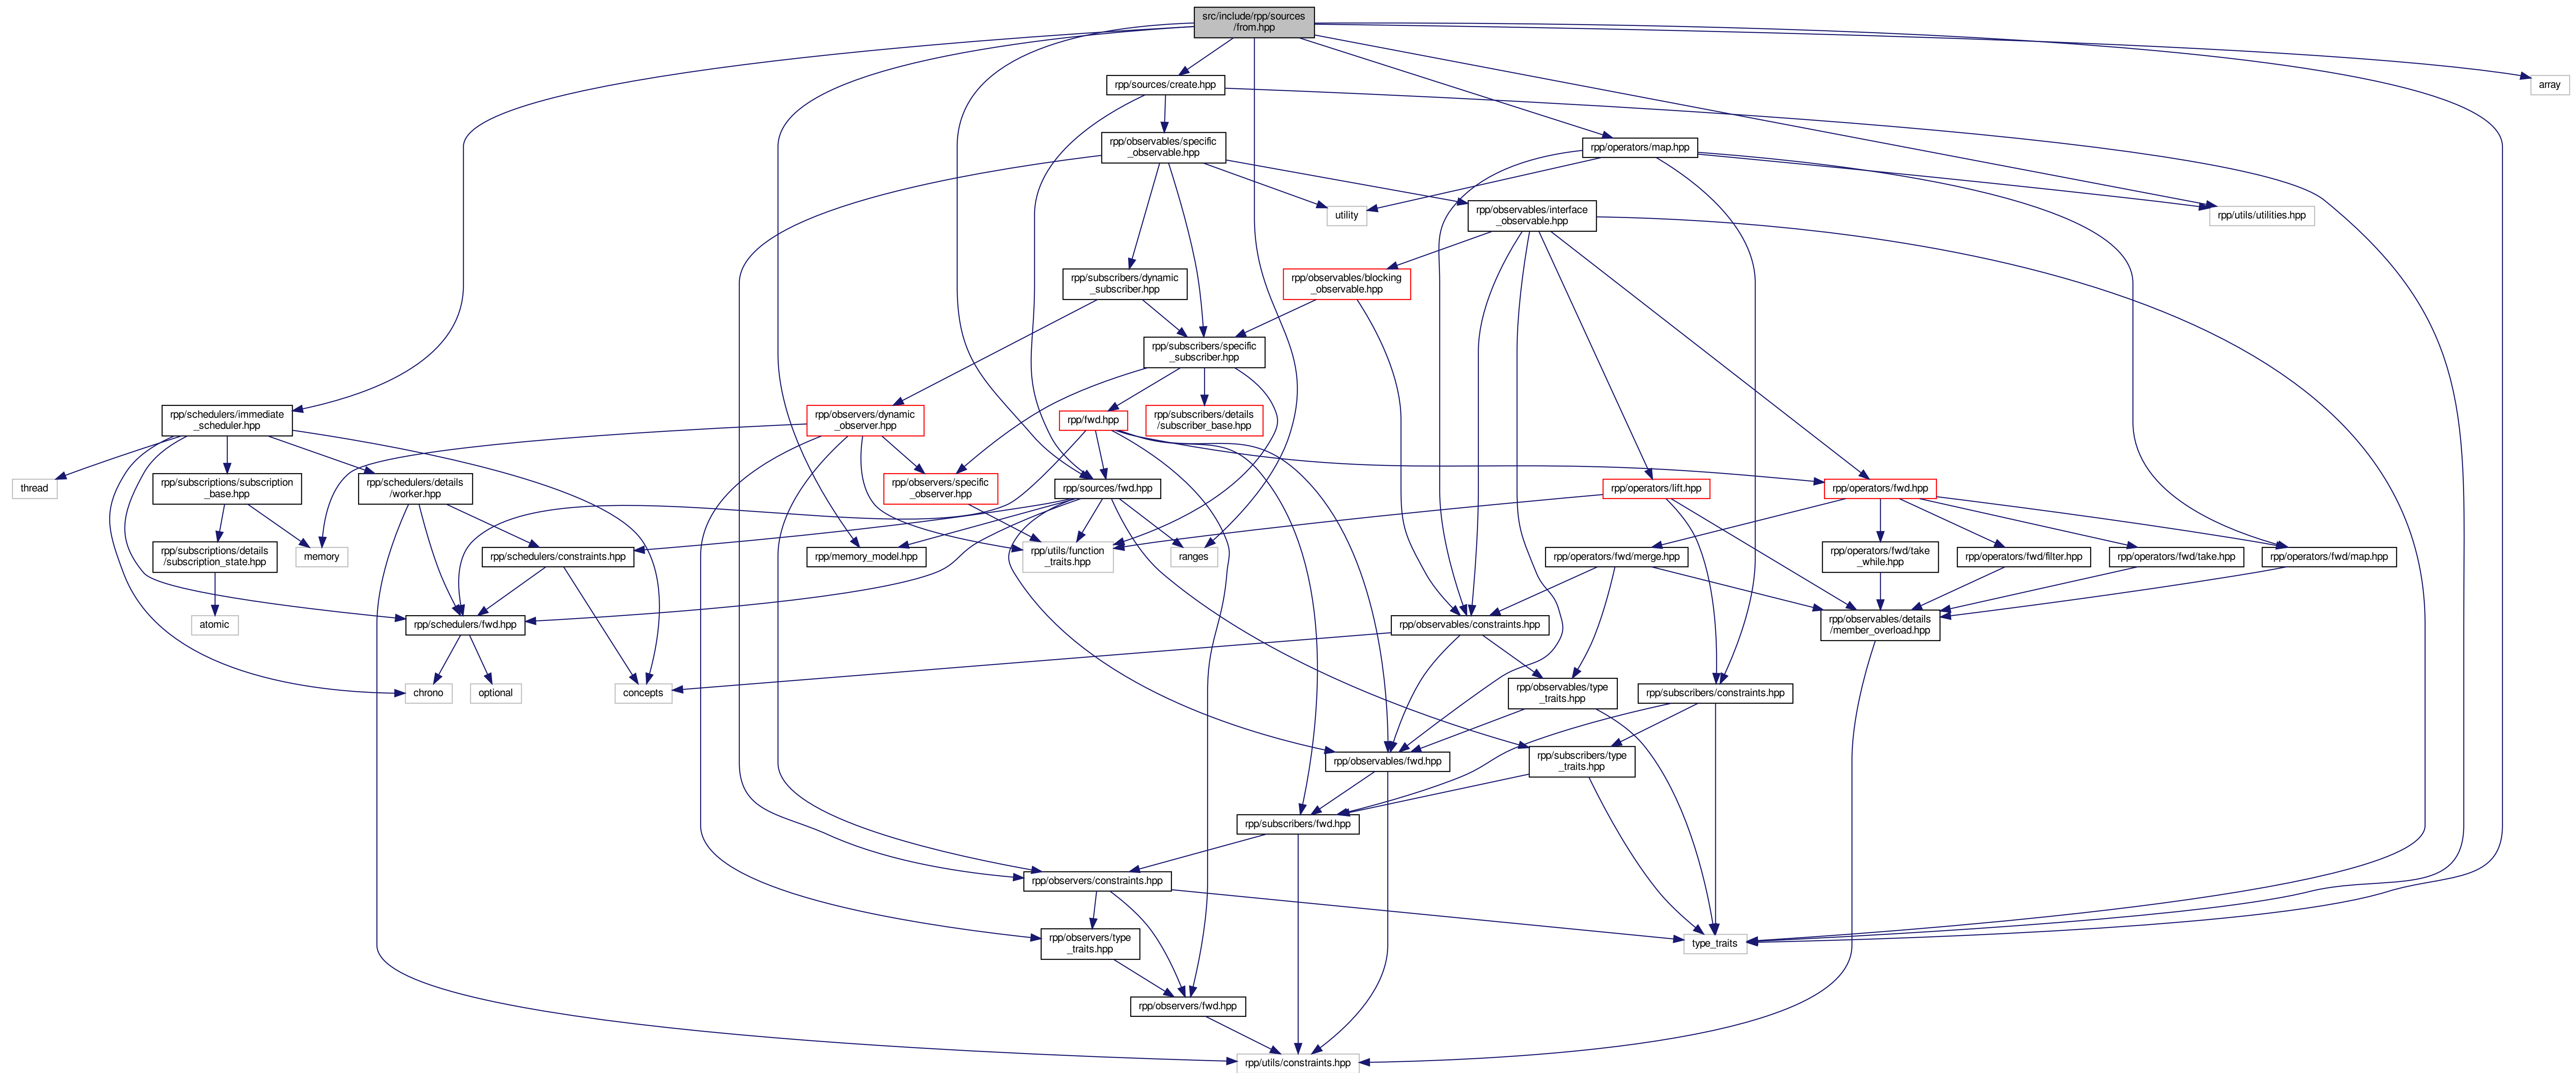 src/include/rpp/sources
/from.hpp
rpp/sources/create.hpp
array
rpp/observables/specific
_observable.hpp
rpp/operators/map.hpp
utility
rpp/observables/interface
_observable.hpp
rpp/utils/utilities.hpp
rpp/subscribers/dynamic
_subscriber.hpp
rpp/observables/blocking
_observable.hpp
rpp/subscribers/specific
_subscriber.hpp
rpp/schedulers/immediate
_scheduler.hpp
rpp/observers/dynamic
_observer.hpp
rpp/fwd.hpp
rpp/subscribers/details
/subscriber_base.hpp
thread
rpp/subscriptions/subscription
_base.hpp
rpp/schedulers/details
/worker.hpp
rpp/observers/specific
_observer.hpp
rpp/sources/fwd.hpp
rpp/operators/lift.hpp
rpp/operators/fwd.hpp
rpp/subscriptions/details
/subscription_state.hpp
memory
rpp/schedulers/constraints.hpp
rpp/memory_model.hpp
rpp/utils/function
_traits.hpp
ranges
rpp/operators/fwd/merge.hpp
rpp/operators/fwd/take
_while.hpp
rpp/operators/fwd/filter.hpp
rpp/operators/fwd/take.hpp
rpp/operators/fwd/map.hpp
atomic
rpp/schedulers/fwd.hpp
rpp/observables/constraints.hpp
rpp/observables/details
/member_overload.hpp
chrono
optional
concepts
rpp/observables/type
_traits.hpp
rpp/subscribers/constraints.hpp
rpp/observables/fwd.hpp
rpp/subscribers/type
_traits.hpp
rpp/subscribers/fwd.hpp
rpp/observers/constraints.hpp
rpp/observers/type
_traits.hpp
type_traits
rpp/observers/fwd.hpp
rpp/utils/constraints.hpp